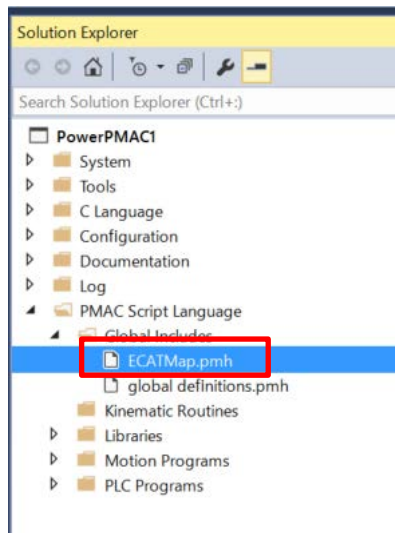 Solution Explorer
Search Solution Explorer (Ctrl+:)
PowerPMAC1
System
Tools
C Language
Configuration
Documentation
Log
PMAC Script Language
Global Includes
ECATMap.pmh
global definitions.pmh
Kinematic Routines
Libraries
Motion Programs
PLC Programs